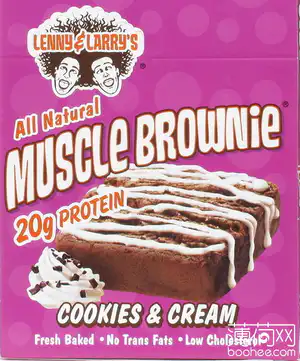 LENNY & LARRY'S®
All Natural
MUSCLE BROWNIE®
20g PROTEIN
COOKIES & CREAM
Fresh Baked • No Trans Fats • Low Cholesterol
薄荷网
boohee.com